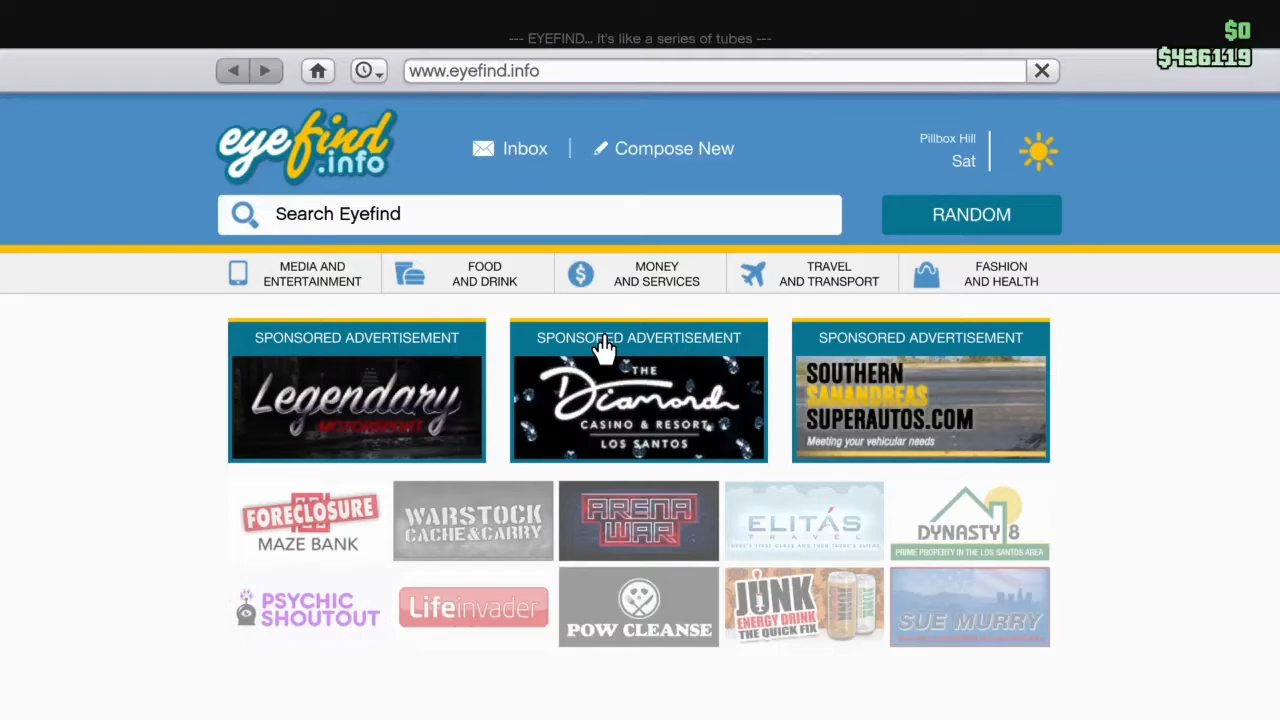 --- EYEFIND... It's like a series of tubes ---
$0
$436119
www.eyefind.info
eyefind
.info
Inbox
Compose New
Pillbox Hill
Sat
Search Eyefind
RANDOM
MEDIA AND
ENTERTAINMENT
FOOD
AND DRINK
MONEY
AND SERVICES
TRAVEL
AND TRANSPORT
FASHION
AND HEALTH
SPONSORED ADVERTISEMENT
Legendary
MOTORSPORT
SPONSORED ADVERTISEMENT
THE
Diamond
CASINO & RESORT
LOS SANTOS
SPONSORED ADVERTISEMENT
SOUTHERN
SANANDREAS
SUPERAUTOS.COM
Meeting your vehicular needs
FORECLOSURE
MAZE BANK
WARSTOCK
CACHE & CARRY
ARENA
WAR
ELITÁS
TRAVEL
DYNASTY 8
PRIME PROPERTY IN THE LOS SANTOS AREA
PSYCHIC
SHOUTOUT
Lifeinvader
POW CLEANSE
JUNK
ENERGY DRINK
THE QUICK FIX
SUE MURRY